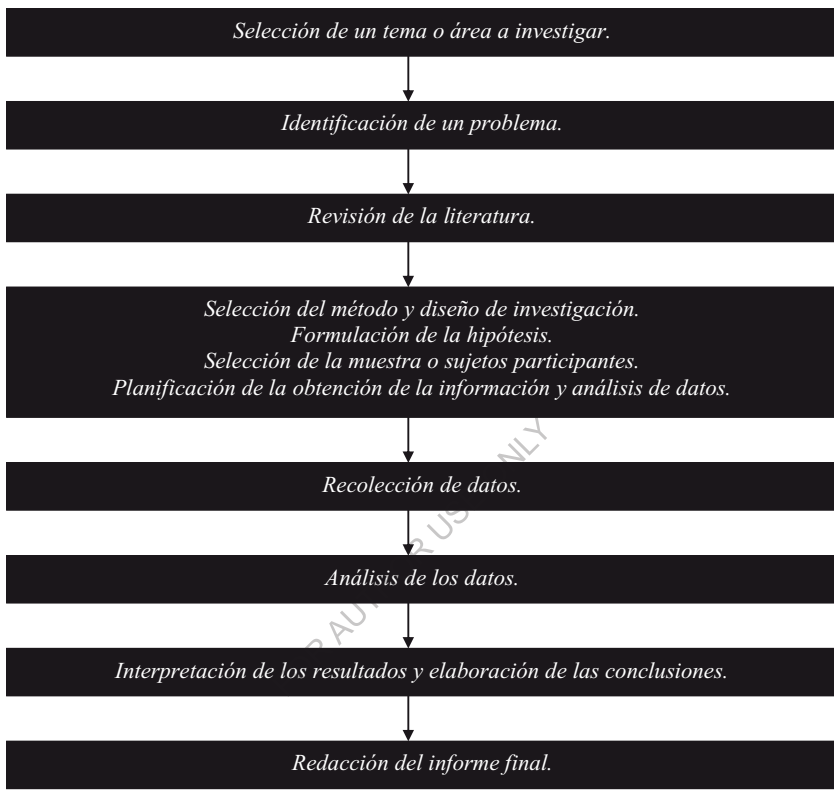 Selección de un tema o área a investigar.
Identificación de un problema.
Revisión de la literatura.
Selección del método y diseño de investigación.
Formulación de la hipótesis.
Selección de la muestra o sujetos participantes.
Planificación de la obtención de la información y análisis de datos.
Recolección de datos.
Análisis de los datos.
Interpretación de los resultados y elaboración de las conclusiones.
Redacción del informe final.